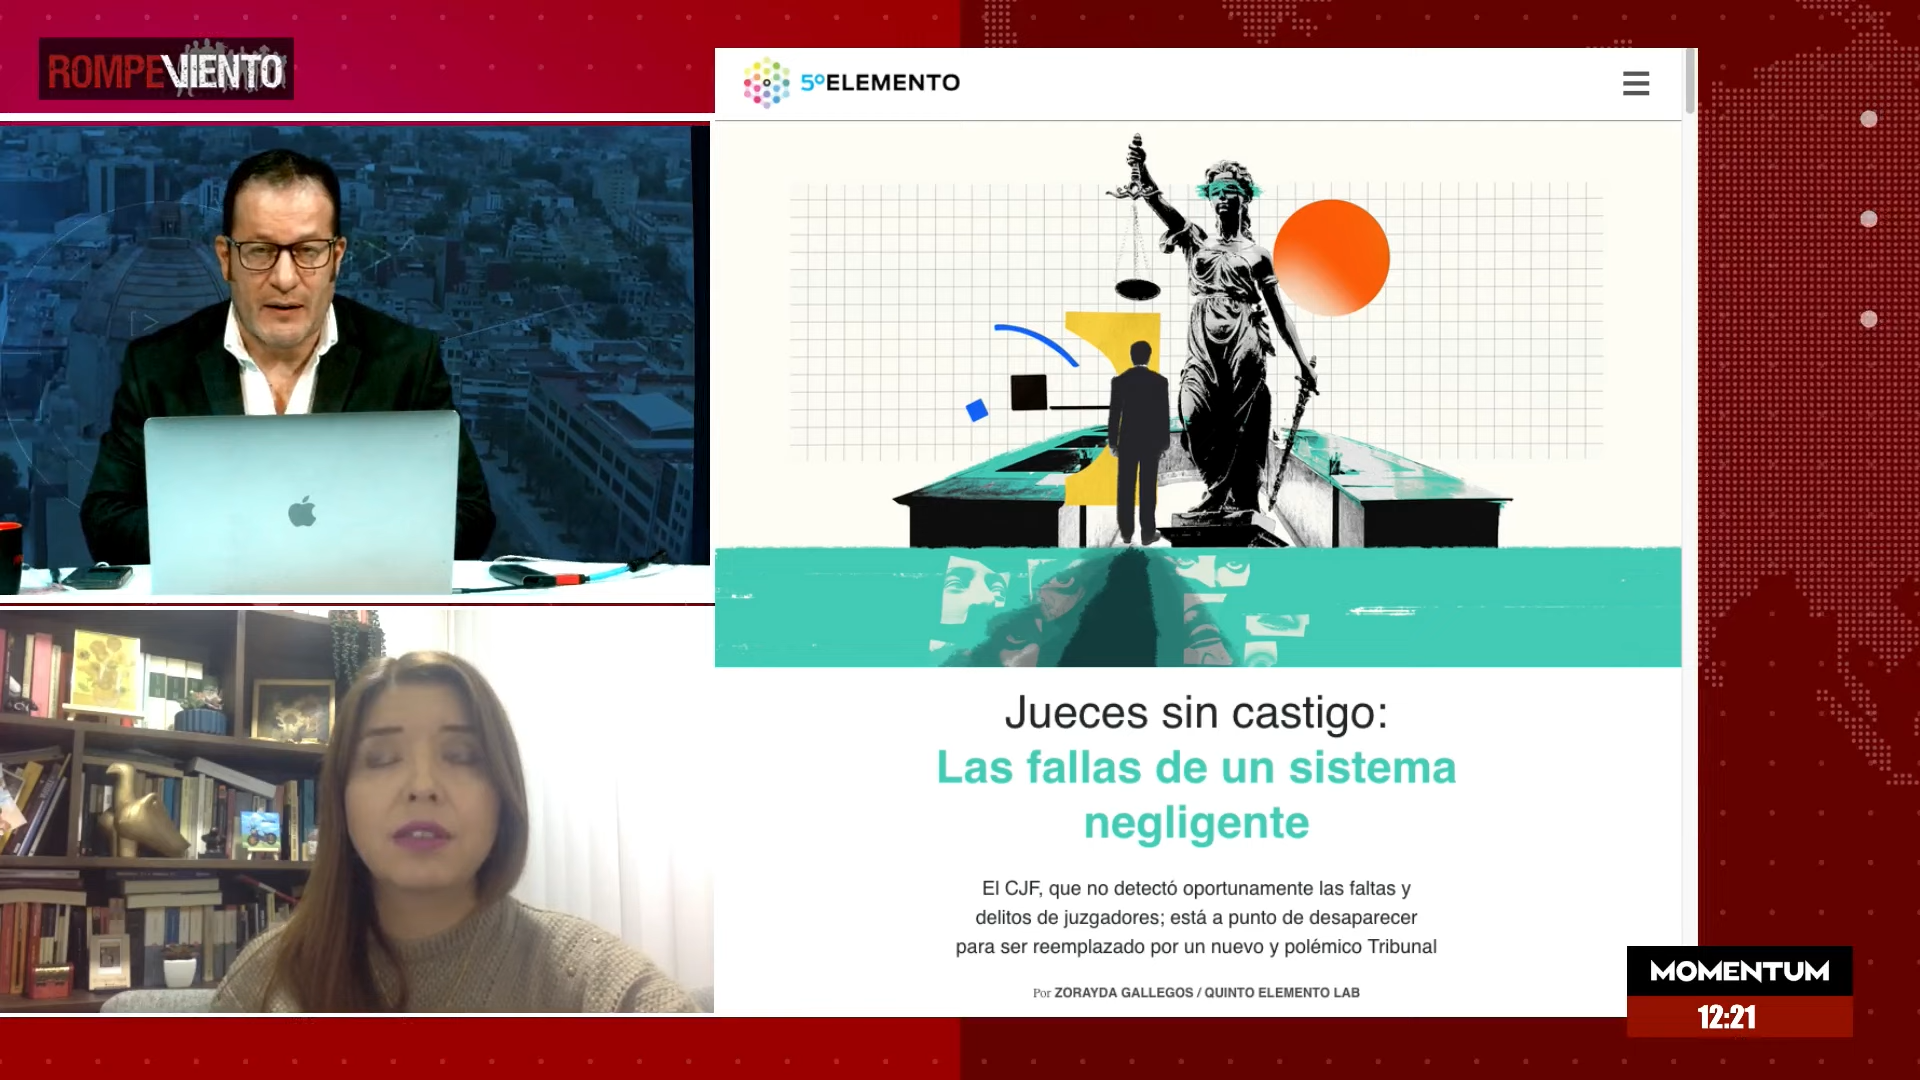 ROMPEVIENTO
5ºELEMENTO
Jueces sin castigo:
Las fallas de un sistema
negligente
El CJF, que no detectó oportunamente las faltas y
delitos de juzgadores; está a punto de desaparecer
para ser reemplazado por un nuevo y polémico Tribunal
Por ZORAYDA GALLEGOS / QUINTO ELEMENTO LAB
MOMENTUM
12:21